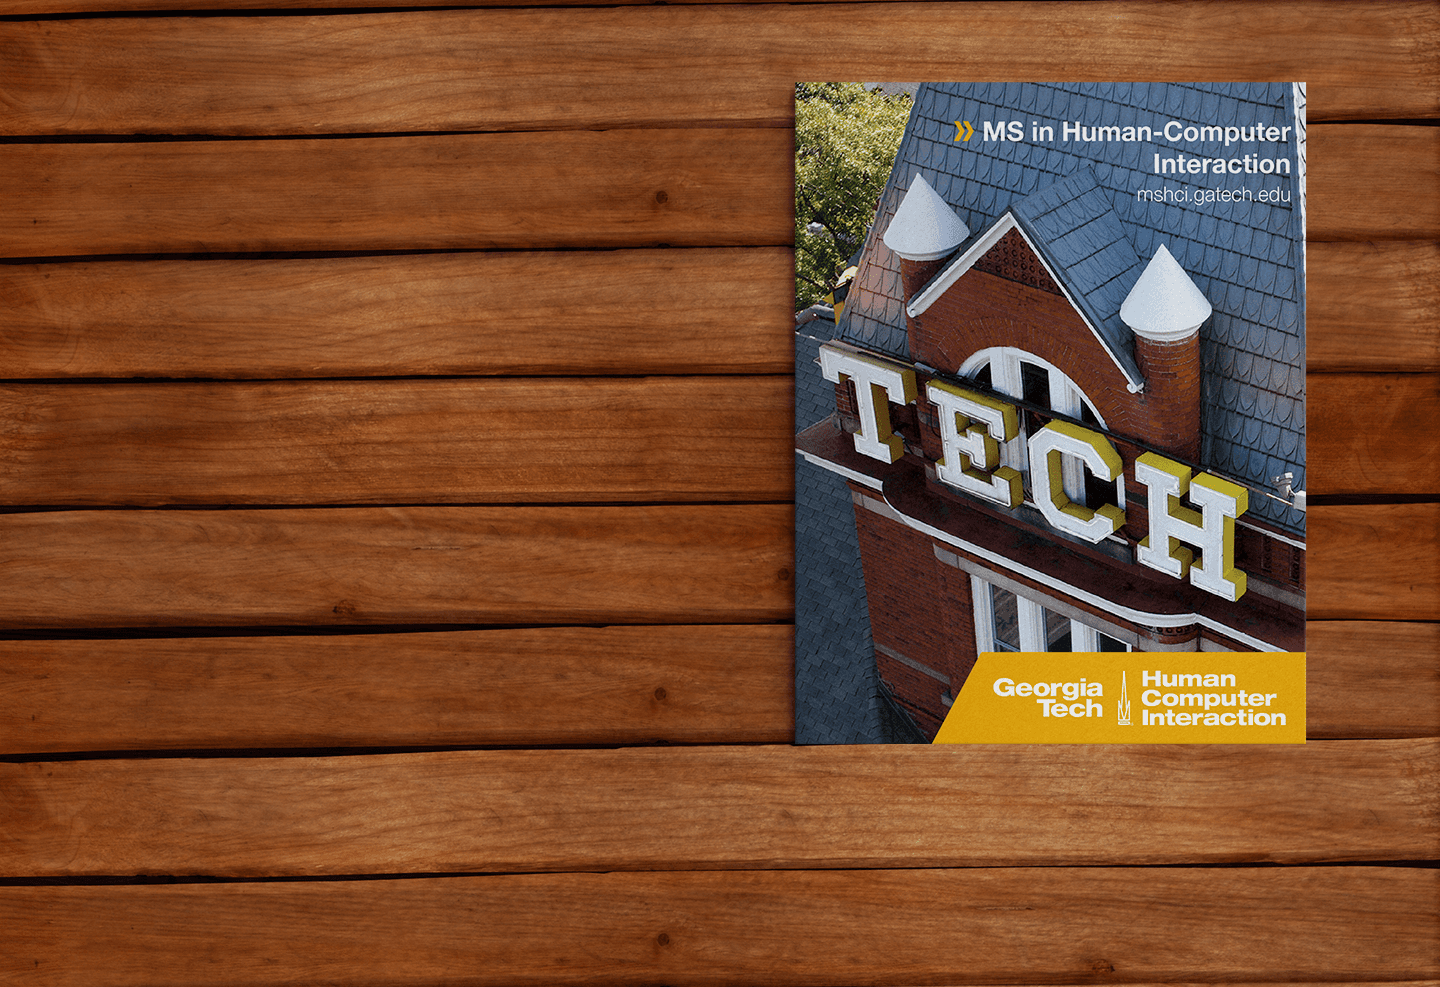 » MS in Human-Computer
Interaction
mshci.gatech.edu
TECH
Georgia
Tech
Human
Computer
Interaction